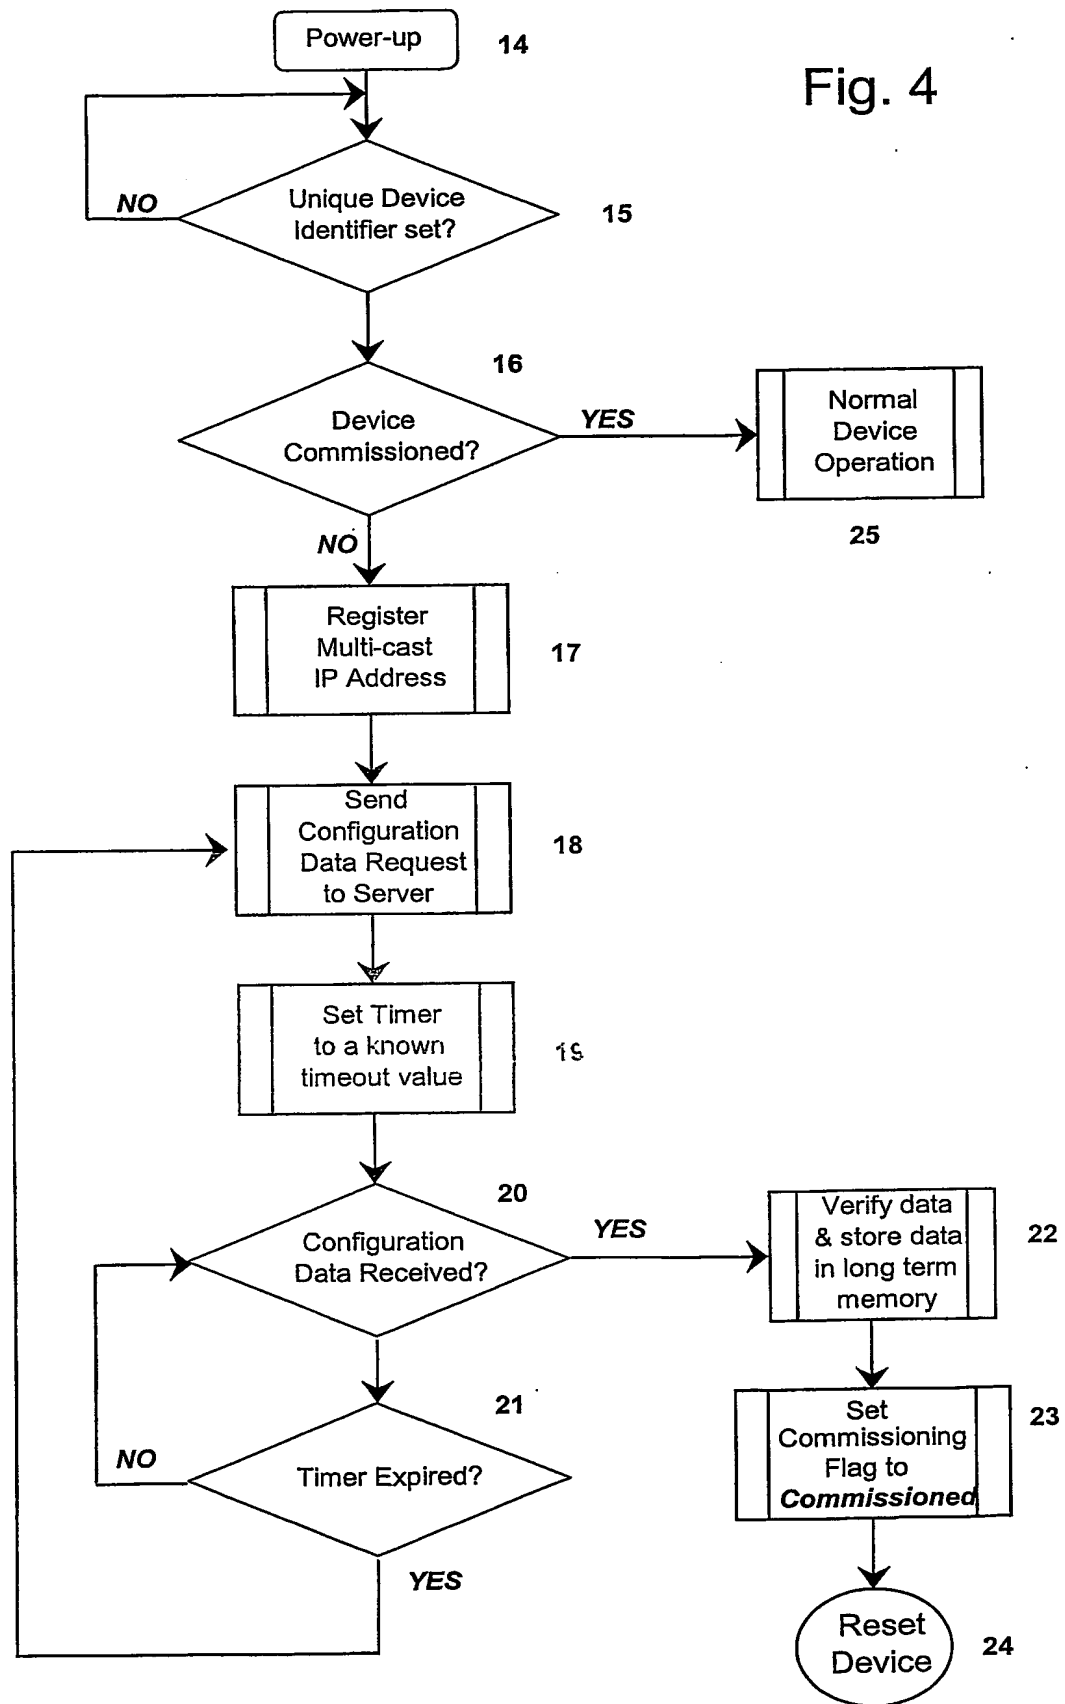 Power-up
14
Fig. 4
NO
Unique Device
Identifier set?
15
16
Device
Commissioned?
YES
Normal
Device
Operation
25
NO
Register
Multi-cast
IP Address
17
Send
Configuration
Data Request
to Server
18
Set Timer
to a known
timeout value
19
20
Configuration
Data Received?
YES
Verify data
& store data
in long term
memory
22
21
NO
Timer Expired?
YES
Set
Commissioning
Flag to
Commissioned
23
Reset
Device
24